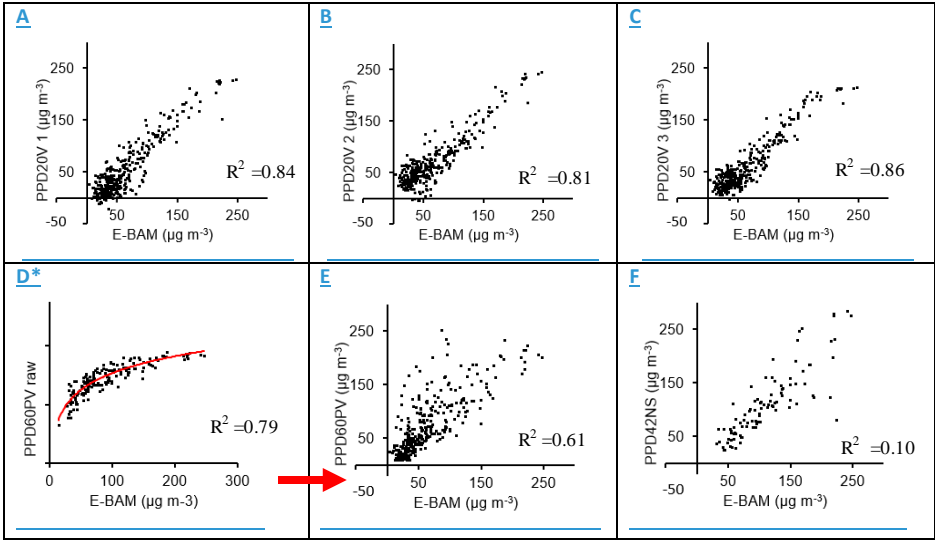 A
PPD20V 1 (µg m-3)
250
150
50
-50
50 150 250
E-BAM (µg m-3)
R2 =0.84
B
PPD20V 2 (µg m-3)
250
150
50
-50
50 150 250
E-BAM (µg m-3)
R2 =0.81
C
PPD20V 3 (µg m-3)
250
150
50
-50
50 150 250
E-BAM (µg m-3)
R2 =0.86
D*
PPD60PV raw
0 100 200 300
E-BAM (µg m-3)
R2 =0.79
E
PPD60PV (µg m-3)
250
150
50
-50
50 150 250
E-BAM (µg m-3)
R2 =0.61
F
PPD42NS (µg m-3)
250
150
50
-50
50 150 250
E-BAM (µg m-3)
R2 =0.10